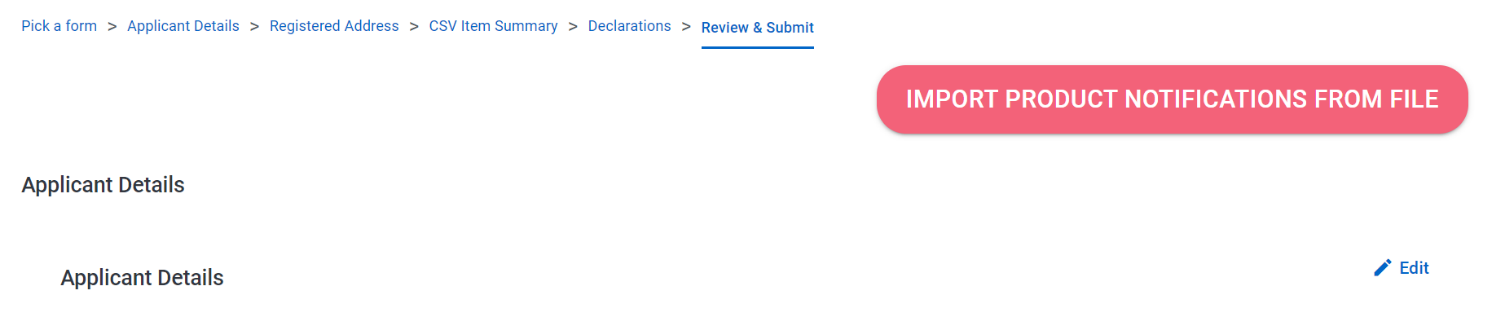 Pick a form > Applicant Details > Registered Address > CSV Item Summary > Declarations > Review & Submit
IMPORT PRODUCT NOTIFICATIONS FROM FILE
Applicant Details
Applicant Details
Edit